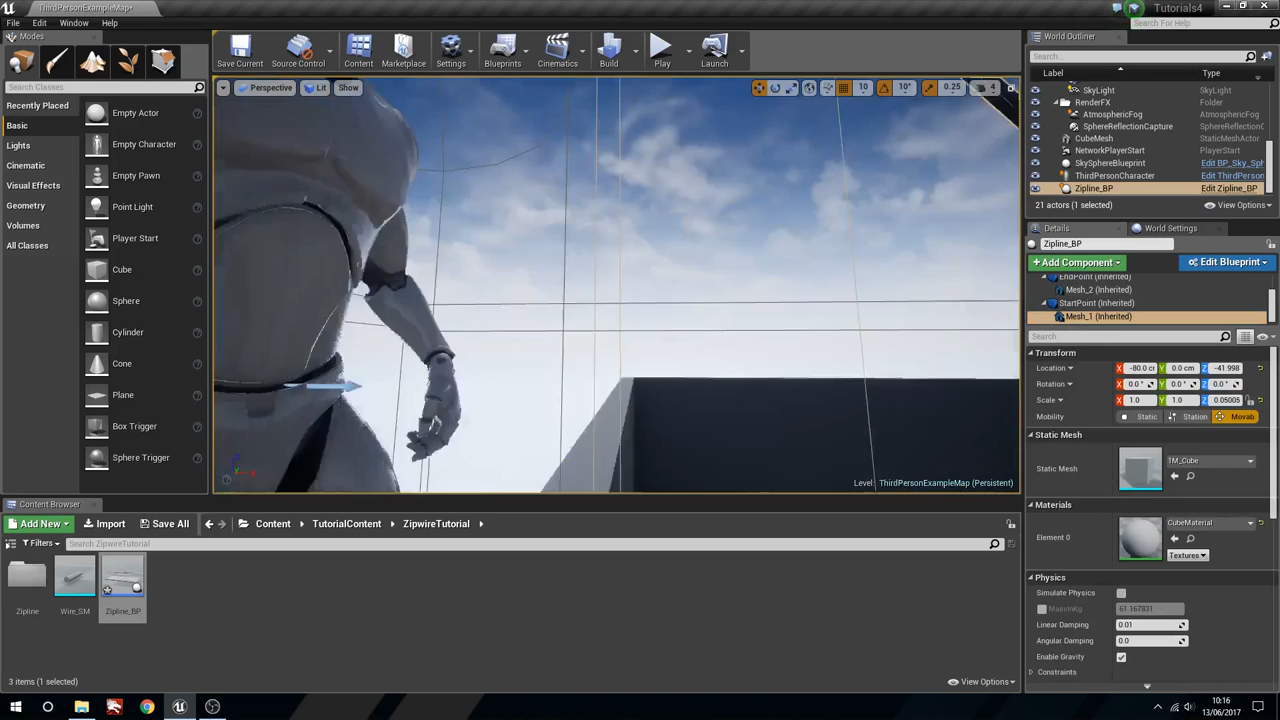 ThirdPersonExampleMap*
Tutorials4
File Edit Window Help
Search For Help
Modes
Search Classes
Recently Placed
Basic
Lights
Cinematic
Visual Effects
Geometry
Volumes
All Classes
Empty Actor
Empty Character
Empty Pawn
Point Light
Player Start
Cube
Sphere
Cylinder
Cone
Plane
Box Trigger
Sphere Trigger
Save Current Source Control Content Marketplace Settings Blueprints Cinematics Build Play Launch
Perspective Lit Show 10 10° 0.25 4
Level: ThirdPersonExampleMap (Persistent)
World Outliner
Search...
Label Type
SkyLight SkyLight
RenderFX Folder
AtmosphericFog AtmosphericFog
SphereReflectionCapture SphereReflectionC
CubeMesh StaticMeshActor
NetworkPlayerStart PlayerStart
SkySphereBlueprint Edit BP_Sky_Sph
ThirdPersonCharacter Edit ThirdPerson
Zipline_BP Edit Zipline_BP
21 actors (1 selected) View Options
Details World Settings
Zipline_BP
+Add Component Edit Blueprint
EndPoint (Inherited)
Mesh_2 (Inherited)
StartPoint (Inherited)
Mesh_1 (Inherited)
Search
Transform
Location X -80.0 cr Y 0.0 cm Z -41.998
Rotation X 0.0 ° Y 0.0 ° Z 0.0 °
Scale X 1.0 Y 1.0 Z 0.05005
Mobility Static Station Movab
Static Mesh
Static Mesh 1M_Cube
Materials
Element 0 CubeMaterial
Textures
Physics
Simulate Physics
MassInKg 61.167831
Linear Damping 0.01
Angular Damping 0.0
Enable Gravity
Constraints
Content Browser
Add New Import Save All Content TutorialContent ZipwireTutorial
Filters Search ZipwireTutorial
Zipline Wire_SM Zipline_BP
3 items (1 selected) View Options
10:16
13/06/2017